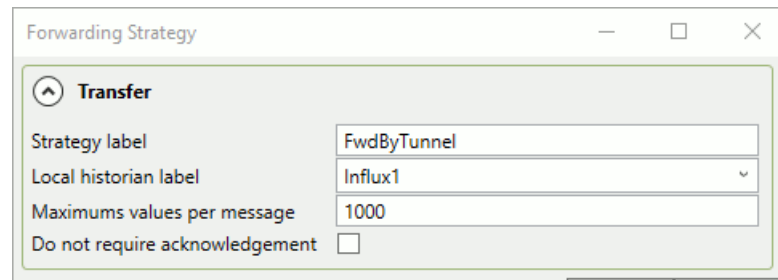 Forwarding Strategy
Transfer
Strategy label FwdByTunnel
Local historian label Influx1
Maximums values per message 1000
Do not require acknowledgement